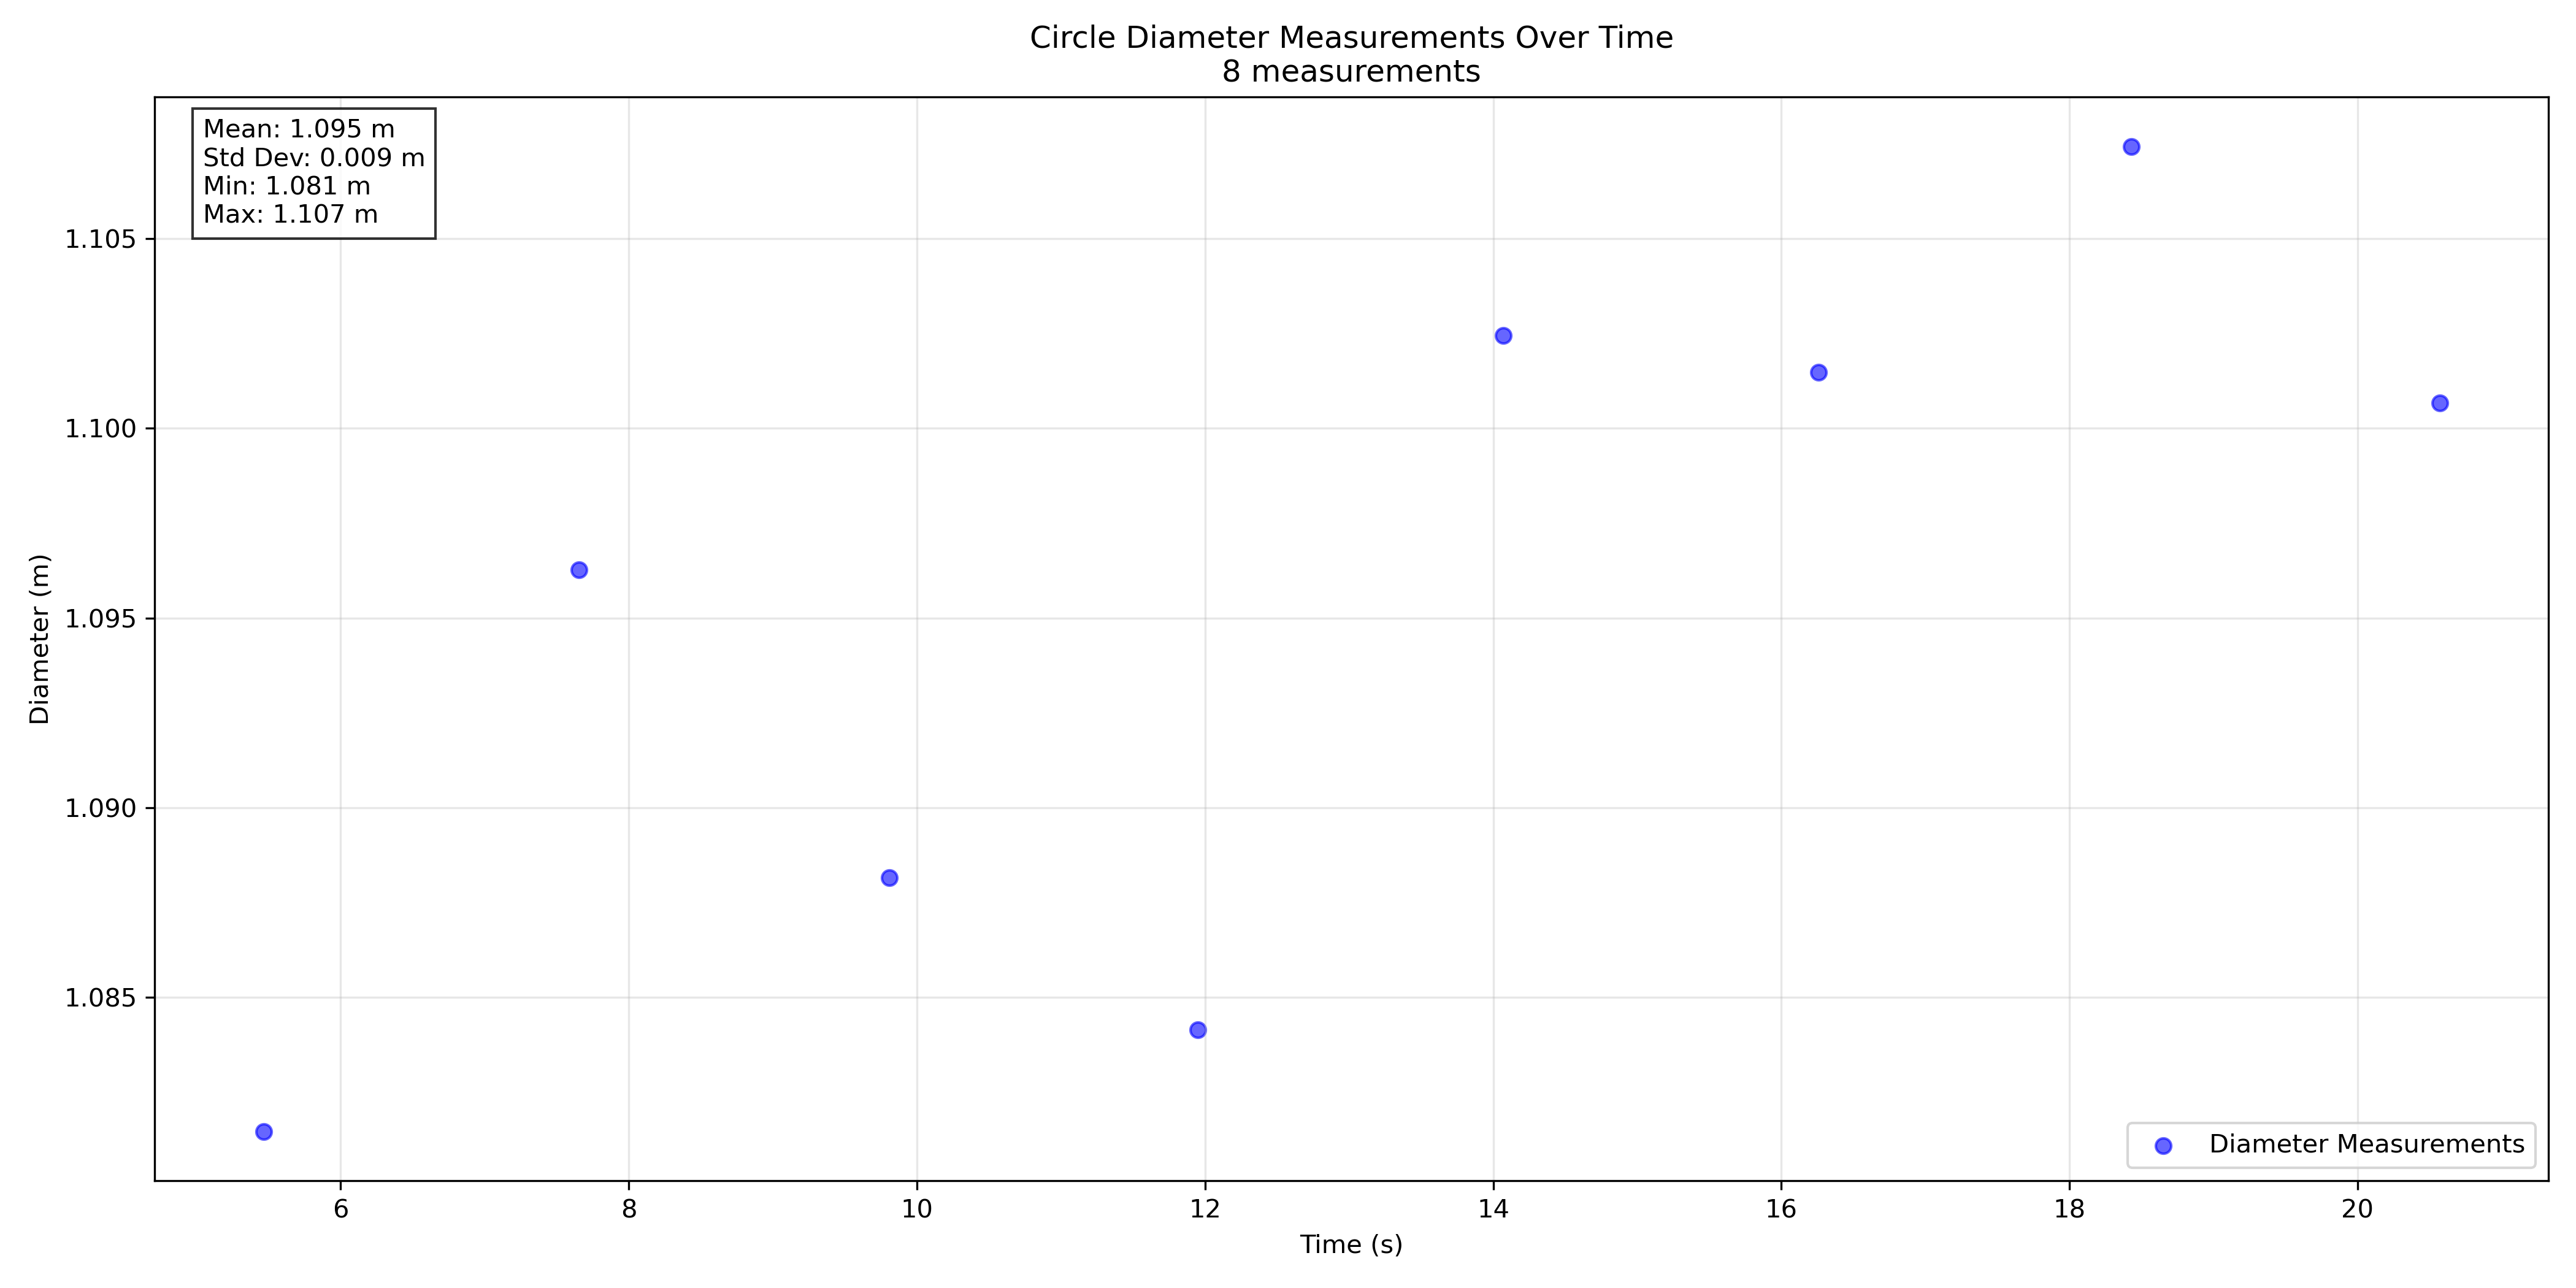 Circle Diameter Measurements Over Time
8 measurements
Mean: 1.095 m
Std Dev: 0.009 m
Min: 1.081 m
Max: 1.107 m
1.105
1.100
1.095
1.090
1.085
Diameter (m)
Diameter Measurements
6 8 10 12 14 16 18 20
Time (s)